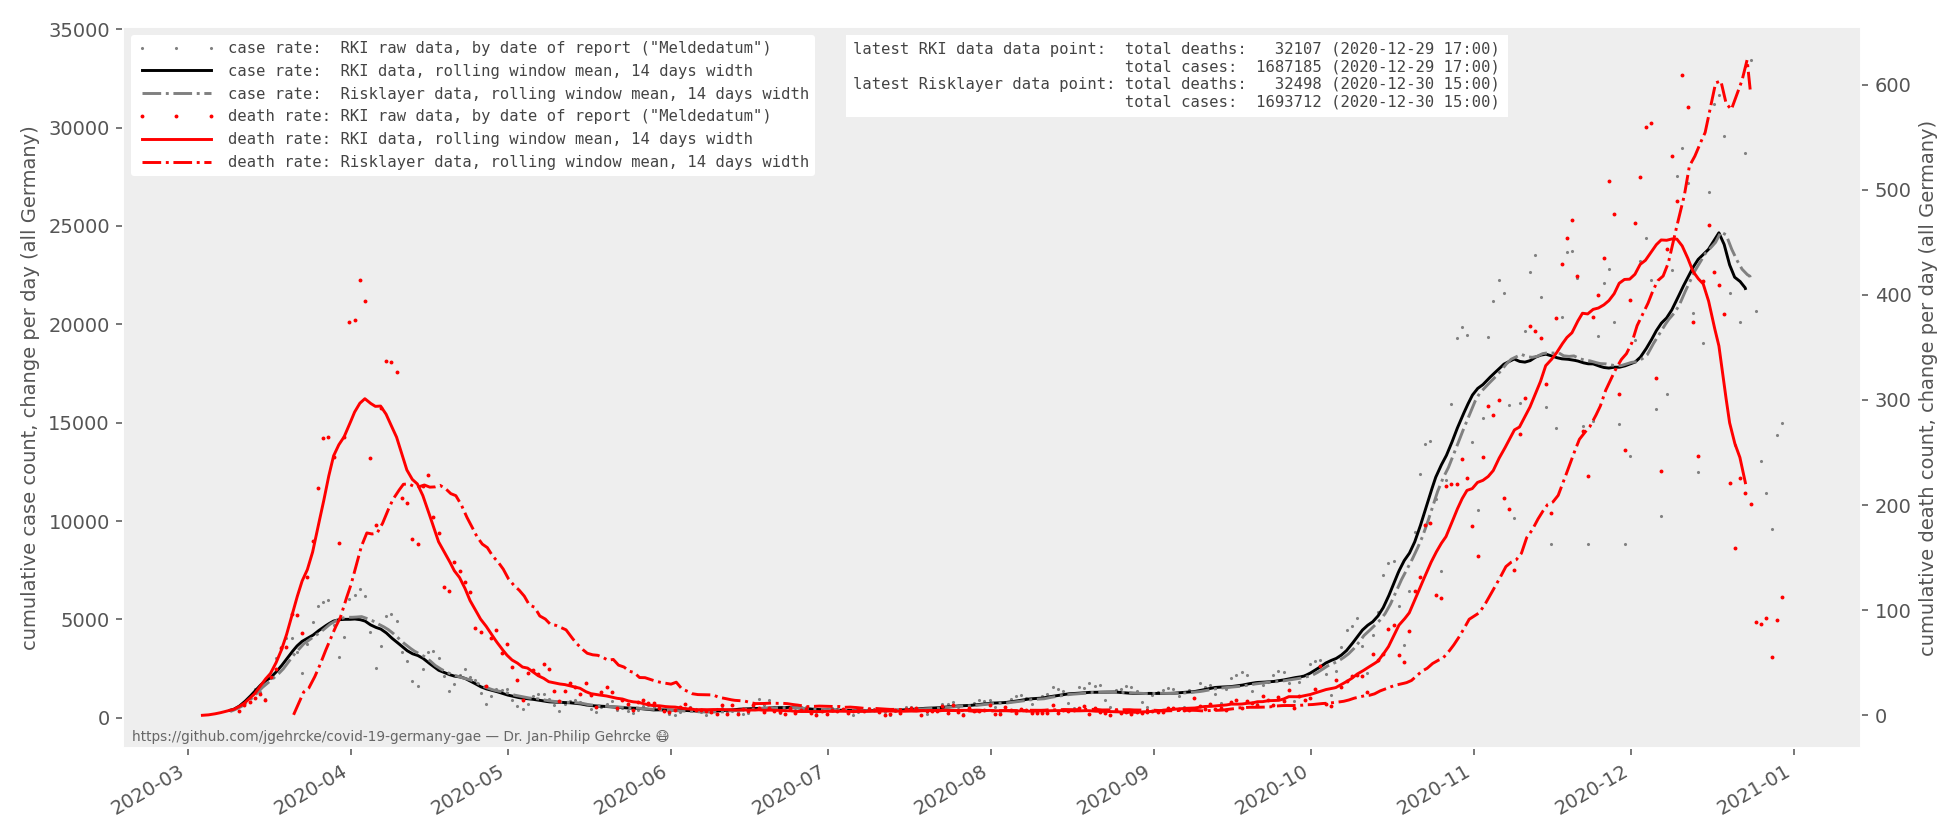 case rate:  RKI raw data, by date of report ("Meldedatum")
case rate:  RKI data, rolling window mean, 14 days width
case rate:  Risklayer data, rolling window mean, 14 days width
death rate: RKI raw data, by date of report ("Meldedatum")
death rate: RKI data, rolling window mean, 14 days width
death rate: Risklayer data, rolling window mean, 14 days width
latest RKI data data point:  total deaths:   32107 (2020-12-29 17:00)
total cases:  1687185 (2020-12-29 17:00)
latest Risklayer data point: total deaths:   32498 (2020-12-30 15:00)
total cases:  1693712 (2020-12-30 15:00)
cumulative case count, change per day (all Germany)
35000
30000
25000
20000
15000
10000
5000
0
cumulative death count, change per day (all Germany)
600
500
400
300
200
100
0
https://github.com/jgehrcke/covid-19-germany-gae — Dr. Jan-Philip Gehrcke 😷
2020-03
2020-04
2020-05
2020-06
2020-07
2020-08
2020-09
2020-10
2020-11
2020-12
2021-01